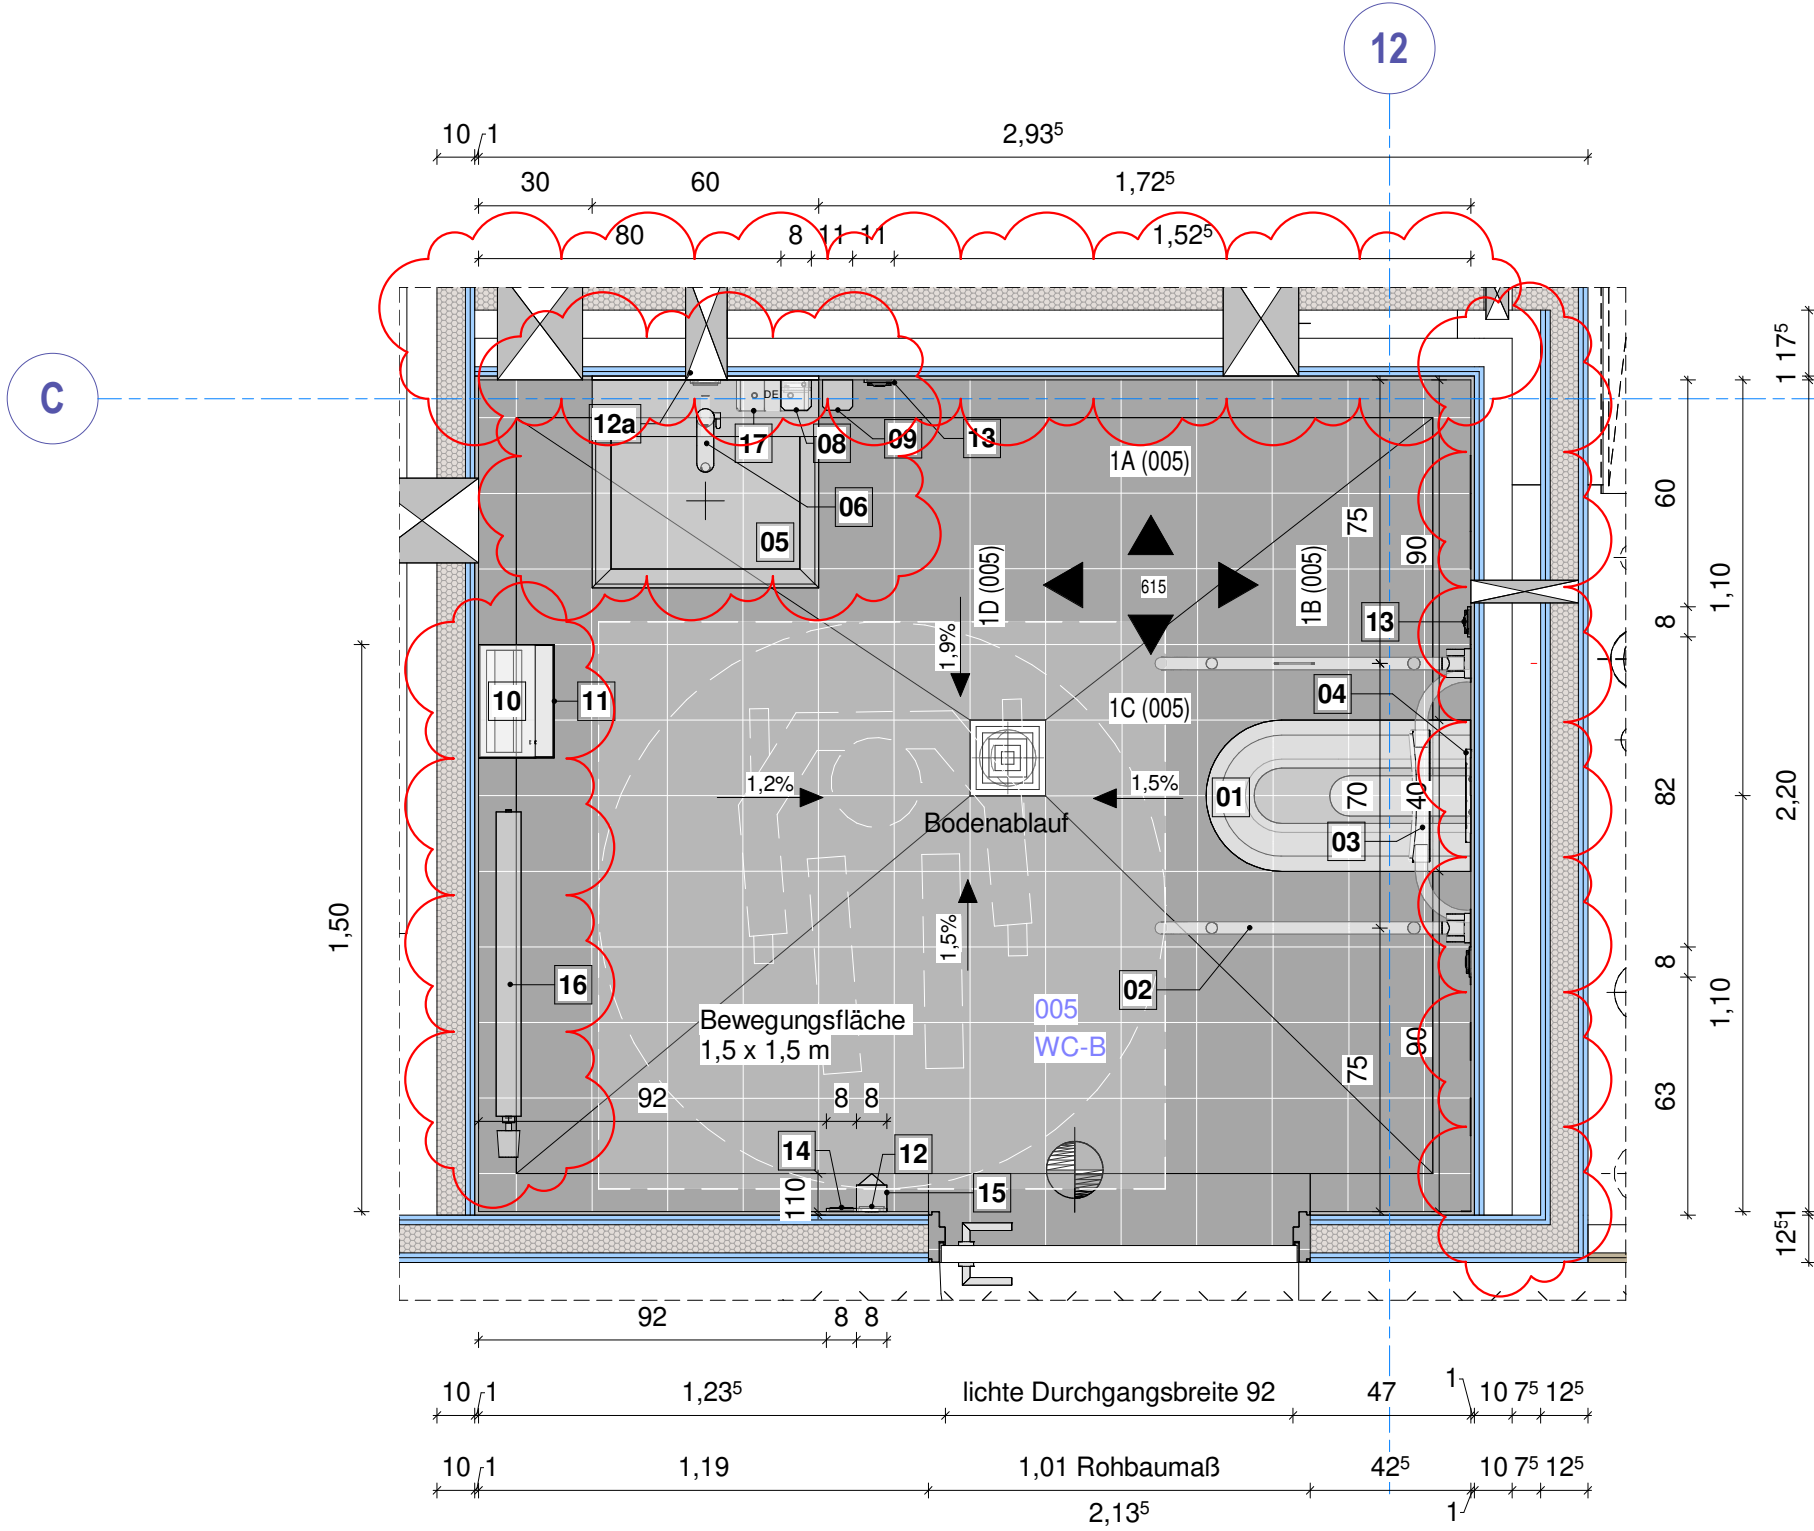 12
10 1 2,93⁵
30 60 1,72⁵
80 8 11 11 1,52⁵
1 17⁵
C
DE
12a 17 08 09 13
1A (005)
06
60
75
90
05
1D (005)
615
1B (005)
1,10
13
8
1,9%
10 11
04
1C (005)
1,2%
1,5%
01
70
40
82
2,20
Bodenablauf
03
1,50
1,5%
8
16
02
005
WC-B
Bewegungsfläche
1,5 x 1,5 m
1,10
90
75
92 8 8
63
14 12
110
15
12⁵1
92 8 8
10 1 1,23⁵ lichte Durchgangsbreite 92 47 1 10 7⁵ 12⁵
10 1 1,19 1,01 Rohbaumaß 42⁵ 10 7⁵ 12⁵
2,13⁵ 1